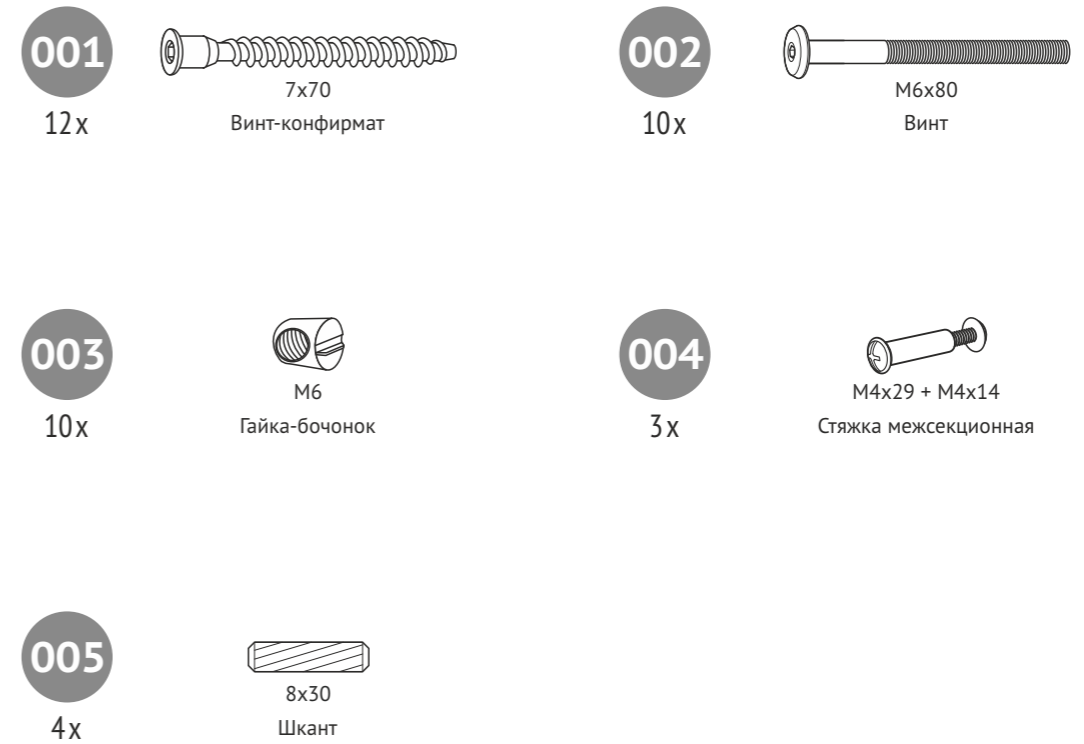 001
7x70
12x
Винт-конфирмат
002
M6x80
10x
Винт
003
M6
10x
Гайка-бочонок
004
M4x29 + M4x14
3x
Стяжка межсекционная
005
8x30
4x
Шкант